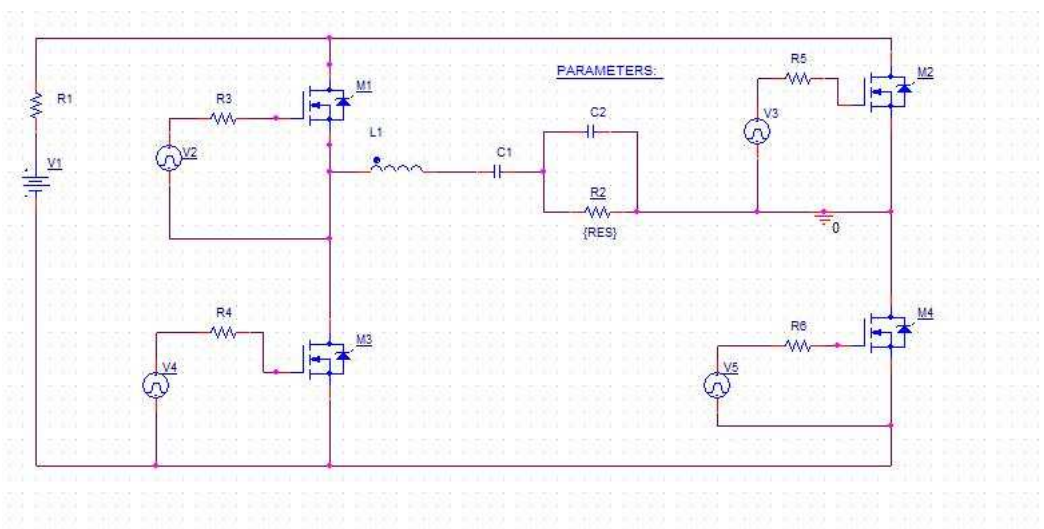 R5
M2
PARAMETERS:
M1
R1
R3
V3
L1
C2
V2
C1
V1
R2
{RES}
0
R4
M4
M3
R6
V4
V5